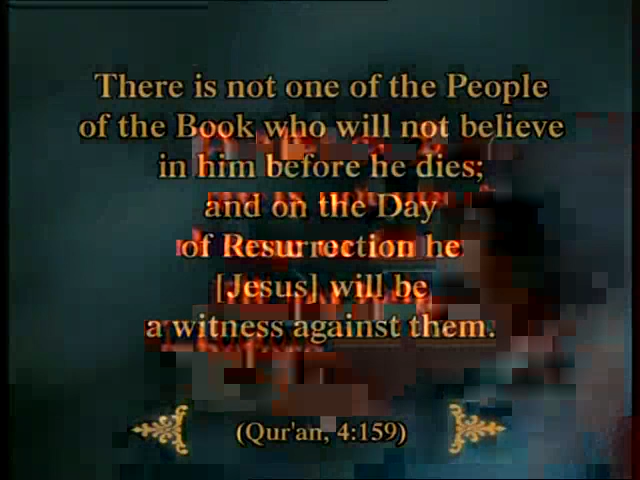 There is not one of the People
of the Book who will not believe
in him before he dies;
and on the Day
of Resurrection he
[Jesus] will be
a witness against them.
(Qur'an, 4:159)